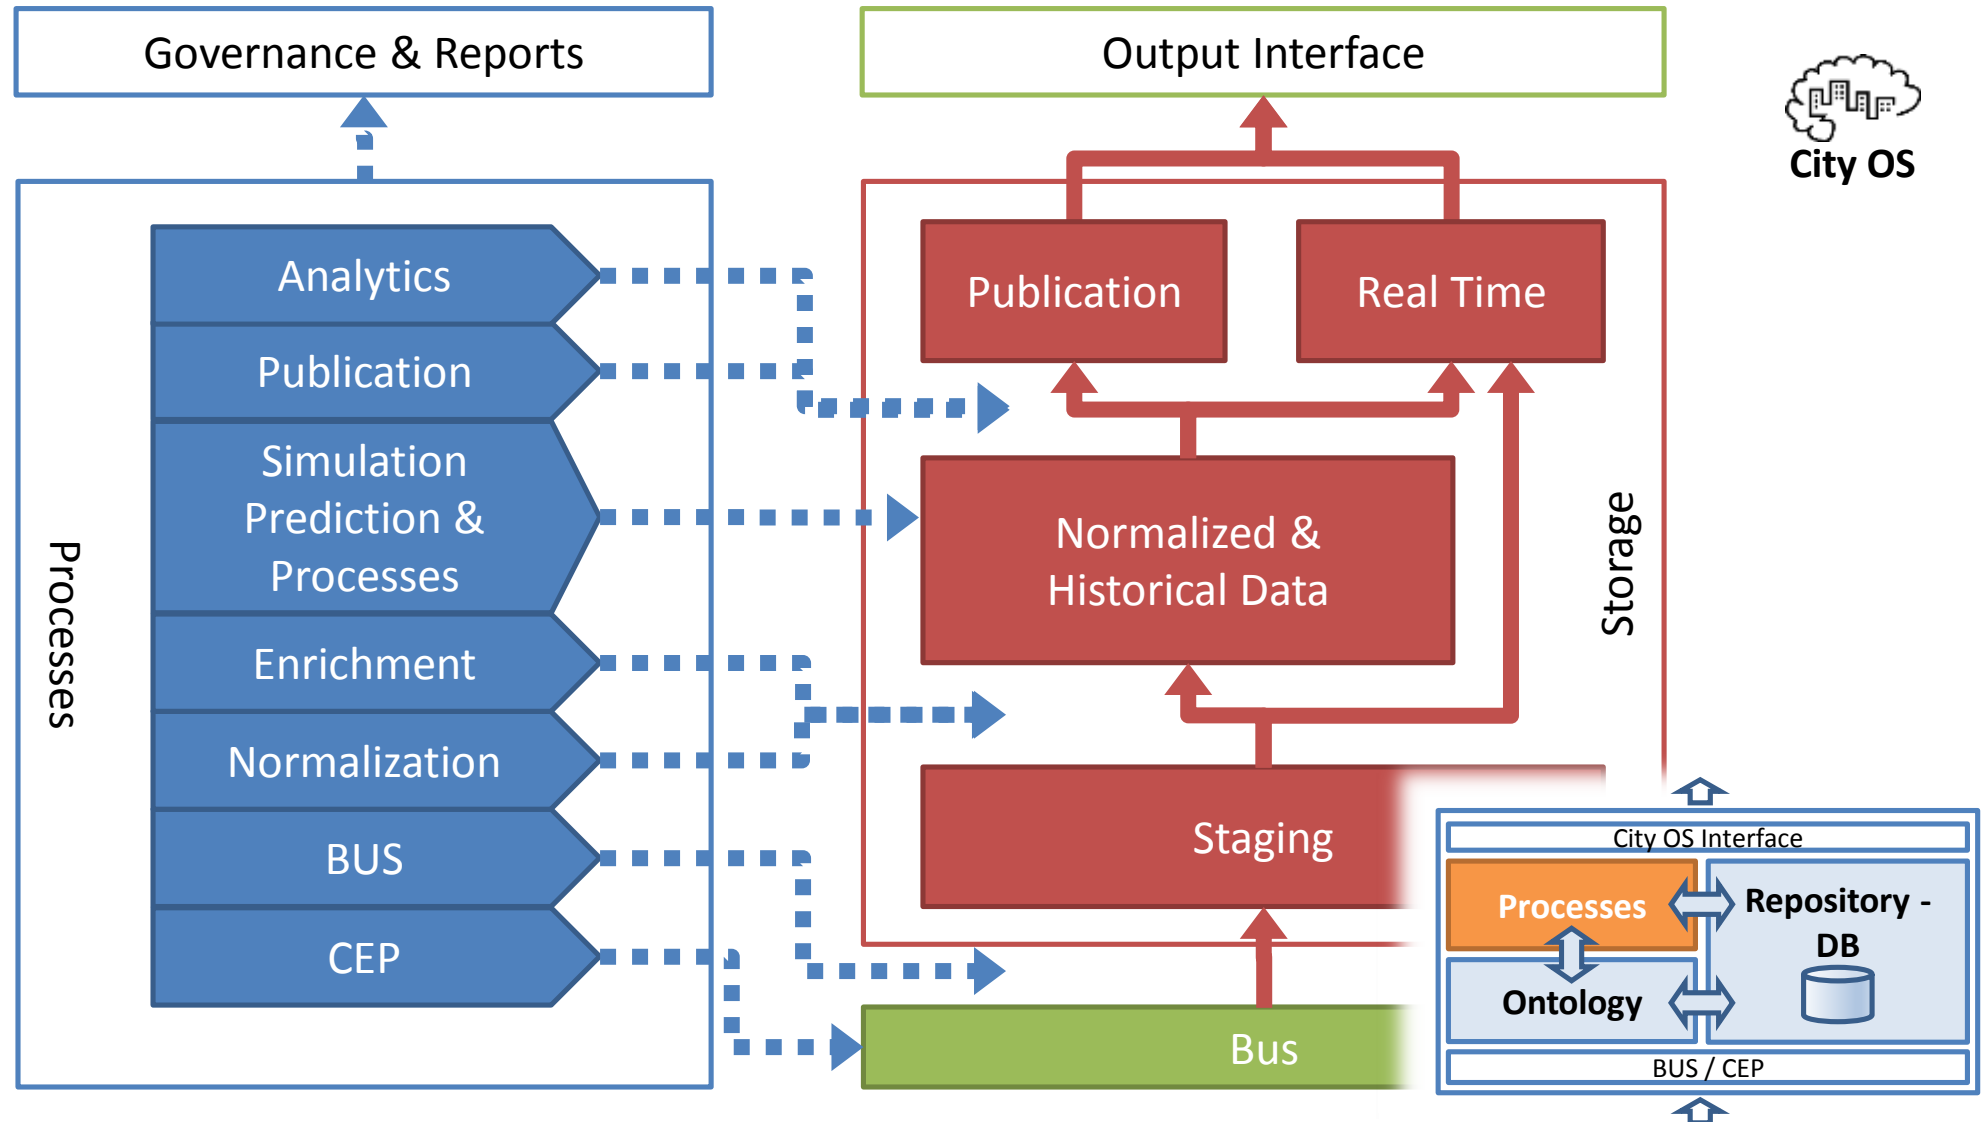 Governance & Reports
Output Interface
City OS
Processes
Analytics
Publication
Simulation
Prediction &
Processes
Enrichment
Normalization
BUS
CEP
Publication
Real Time
Normalized &
Historical Data
Storage
Staging
Bus
City OS Interface
Processes
Repository -
DB
Ontology
BUS / CEP